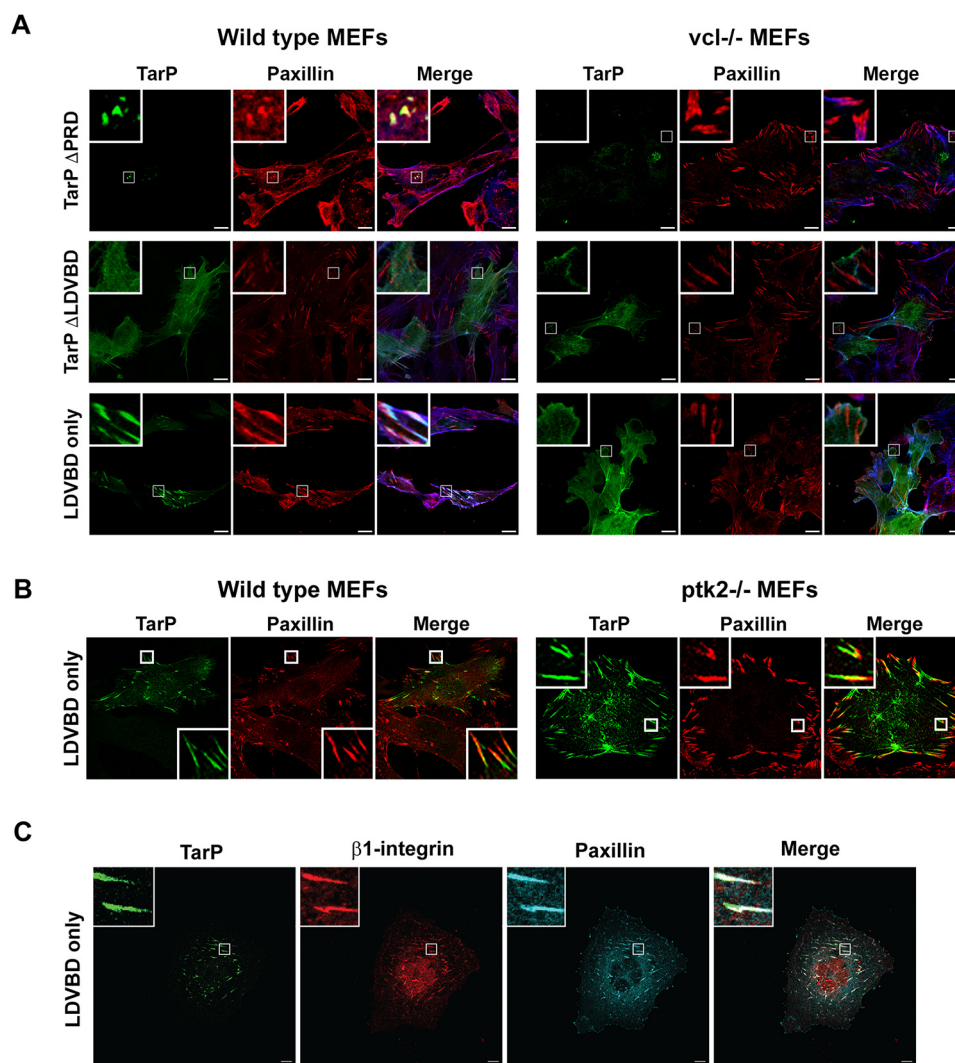 A
Wild type MEFs
vcl-/- MEFs
TarP
Paxillin
Merge
TarP
Paxillin
Merge
TarP ΔPRD
TarP ΔLDVBD
LDVBD only
B
Wild type MEFs
ptk2-/- MEFs
TarP
Paxillin
Merge
TarP
Paxillin
Merge
LDVBD only
C
TarP
β1-integrin
Paxillin
Merge
LDVBD only